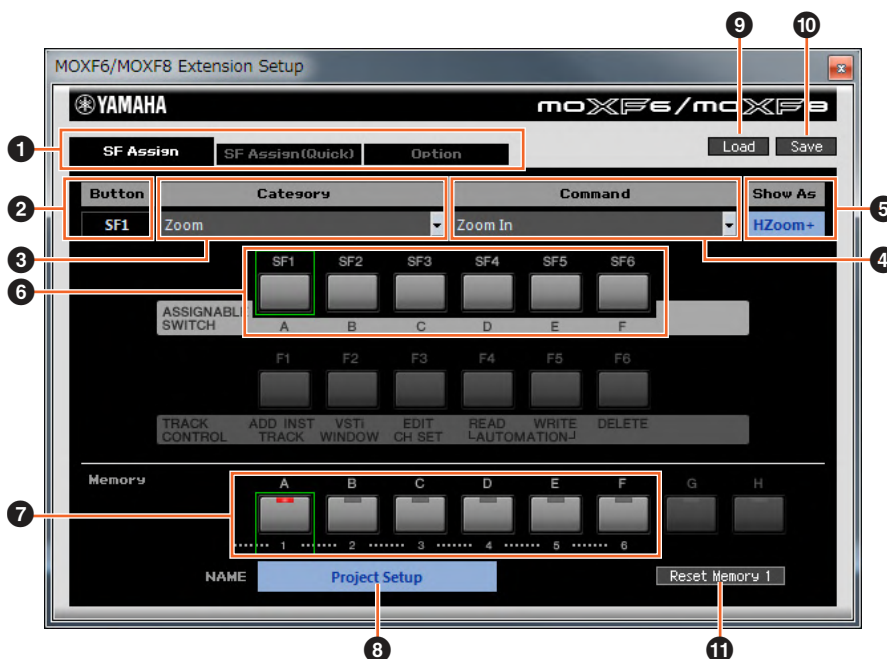 9 10
MOXF6/MOXF8 Extension Setup
YAMAHA MOXF6/MOXF8
1 SF Assign SF Assign(Quick) Option Load Save
2 Button Category Command Show As 5
SF1 Zoom Zoom In HZoom+
3 4
6 SF1 SF2 SF3 SF4 SF5 SF6
ASSIGNABLE
SWITCH A B C D E F
F1 F2 F3 F4 F5 F6
TRACK ADD INST VSTi EDIT READ WRITE DELETE
CONTROL TRACK WINDOW CH SET AUTOMATION
Memory A B C D E F G H
7
1 2 3 4 5 6
NAME Project Setup Reset Memory 1
8 11